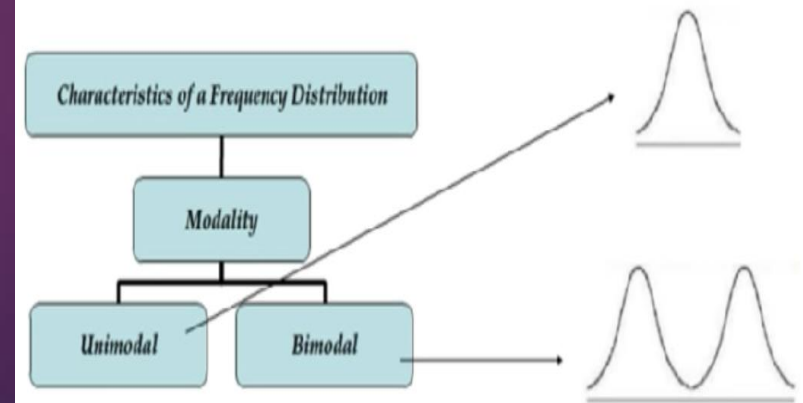 Characteristics of a Frequency Distribution
Modality
Unimodal
Bimodal